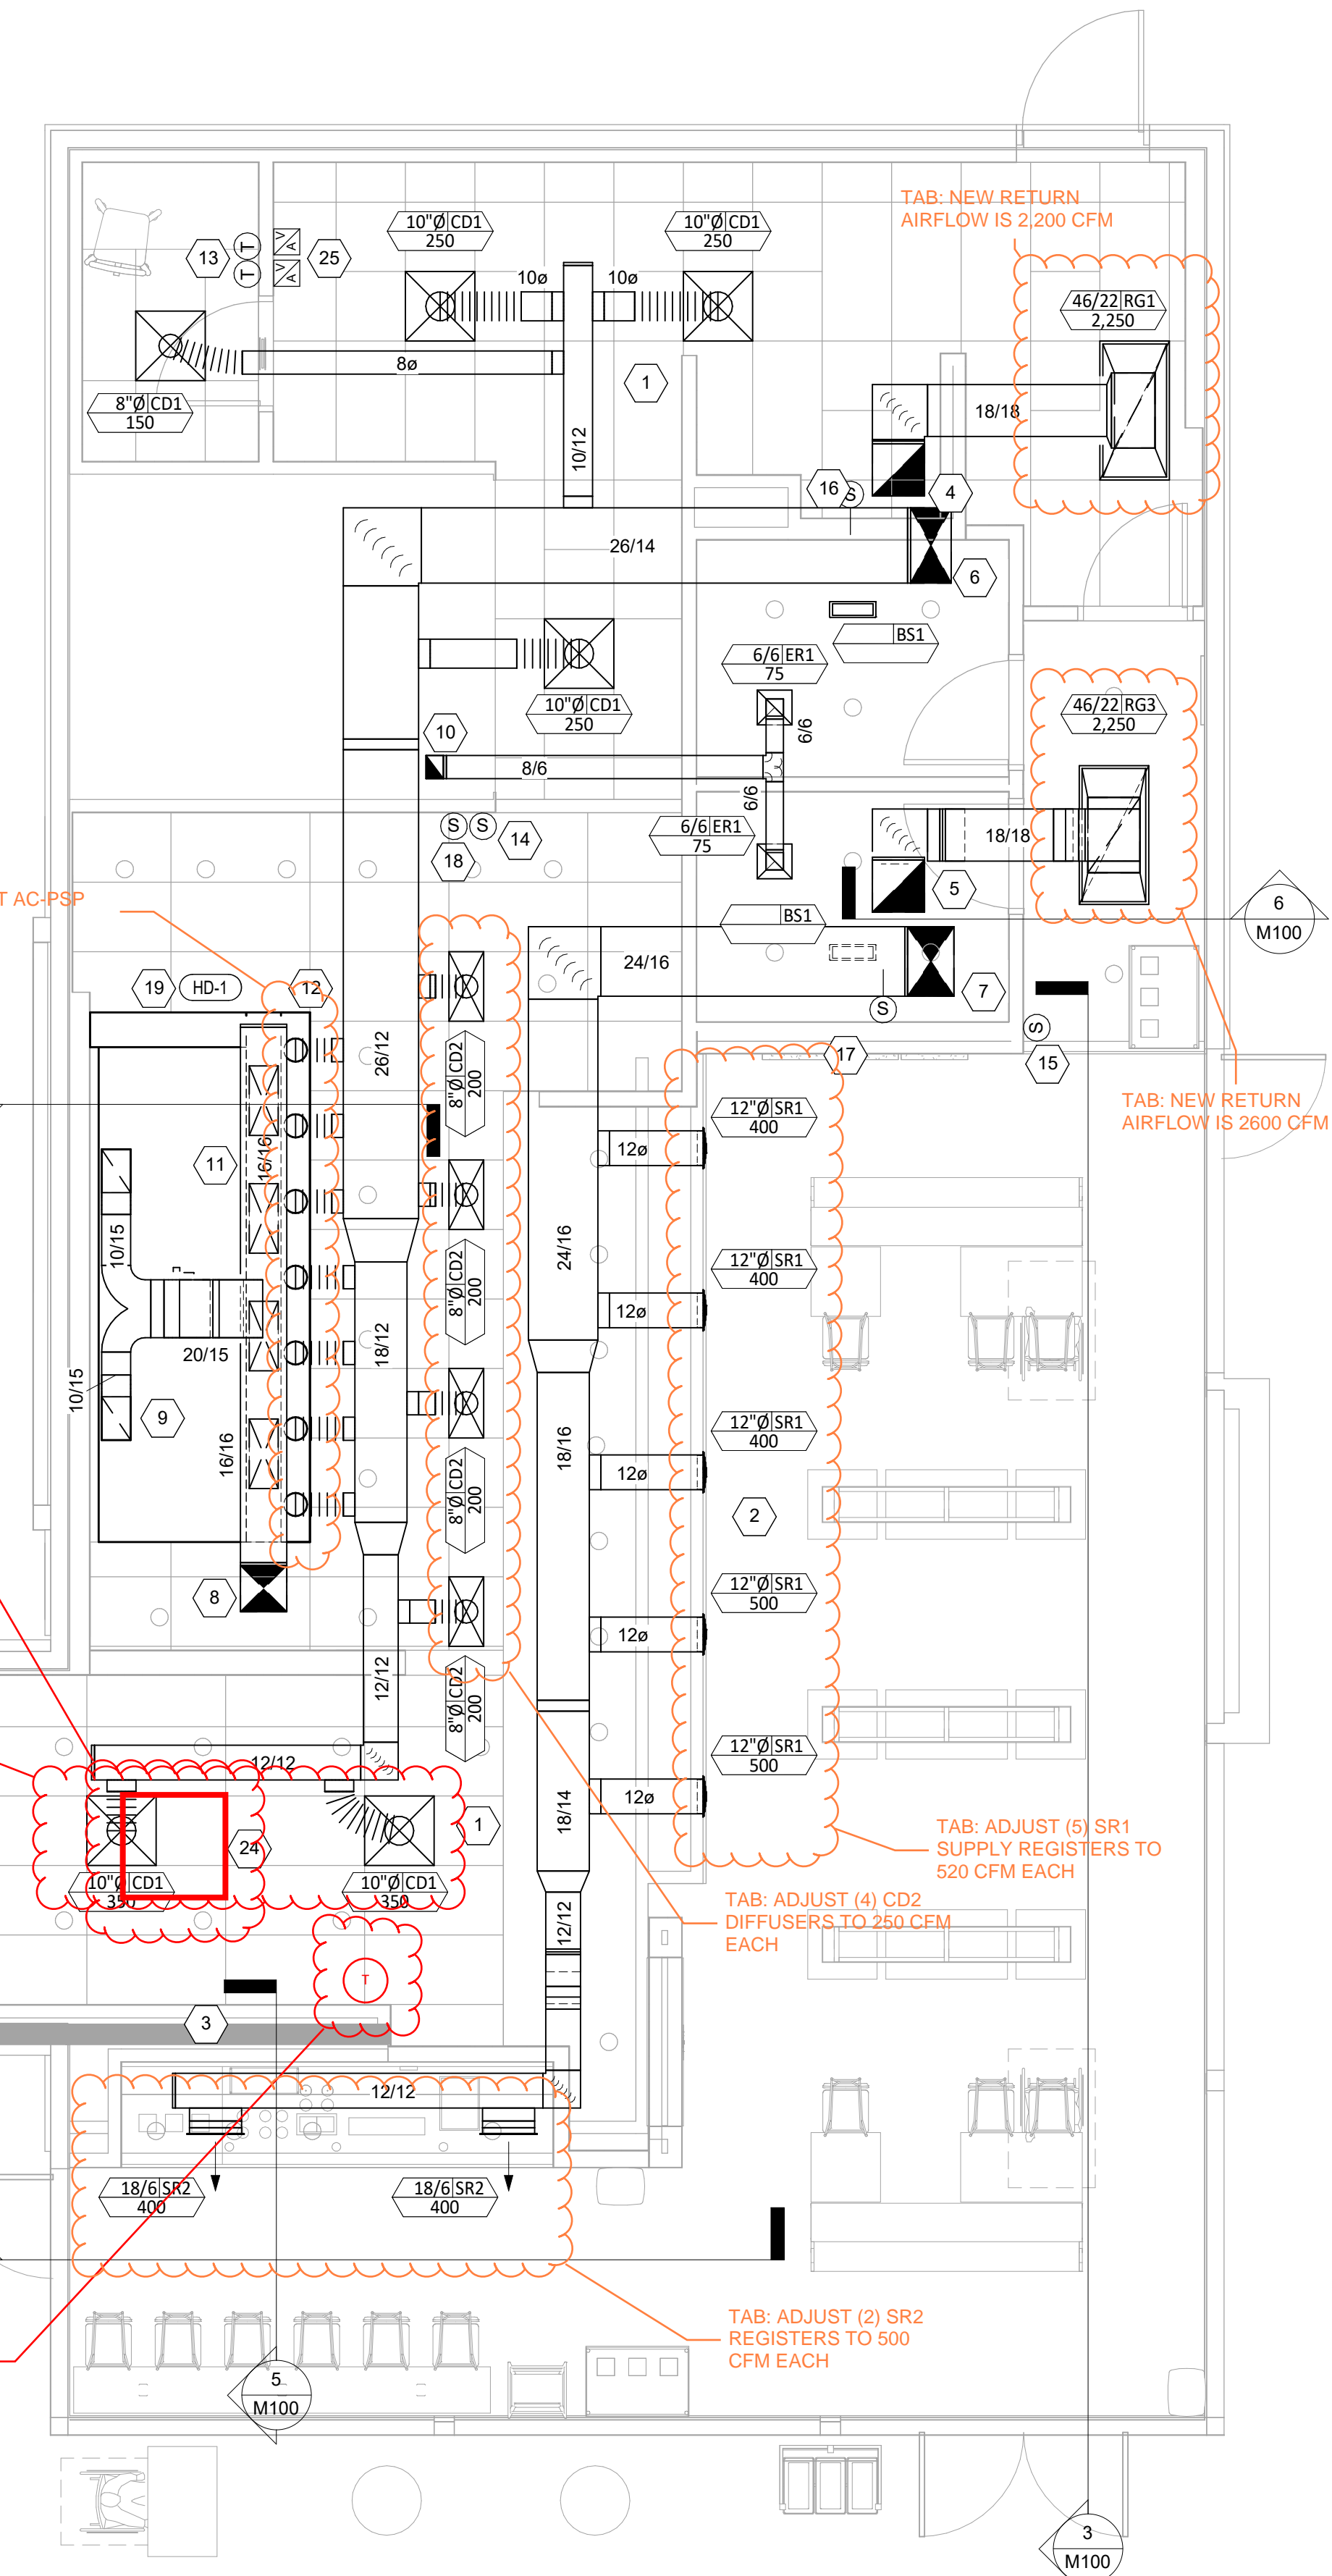 TAB: NEW RETURN
AIRFLOW IS 2,200 CFM
10"Ø CD1
250
10"Ø CD1
250
13
T
T
V
A
V
A
25
10ø
10ø
46/22 RG1
2,250
8ø
1
8"Ø CD1
150
18/18
10/12
16
S
4
26/14
6
BS1
6/6 ER1
75
10"Ø CD1
250
46/22 RG3
2,250
6/6
10
8/6
6/6
6/6 ER1
75
S
S
14
18
18/18
5
T AC-PSP
BS1
6
M100
24/16
7
19
HD-1
12
S
S
15
17
26/12
8"Ø CD2
200
TAB: NEW RETURN
AIRFLOW IS 2600 CFM
12"Ø SR1
400
12ø
11
16/16
10/15
24/16
8"Ø CD2
200
12"Ø SR1
400
12ø
18/12
20/15
10/15
9
16/16
18/16
12"Ø SR1
400
12ø
8"Ø CD2
200
2
8
12"Ø SR1
500
12ø
12/12
8"Ø CD2
200
12"Ø SR1
500
12/12
12ø
18/14
1
24
10"Ø CD1
350
10"Ø CD1
350
TAB: ADJUST (5) SR1
SUPPLY REGISTERS TO
520 CFM EACH
TAB: ADJUST (4) CD2
DIFFUSERS TO 250 CFM
EACH
12/12
T
3
12/12
18/6 SR2
400
18/6 SR2
400
TAB: ADJUST (2) SR2
REGISTERS TO 500
CFM EACH
5
M100
3
M100